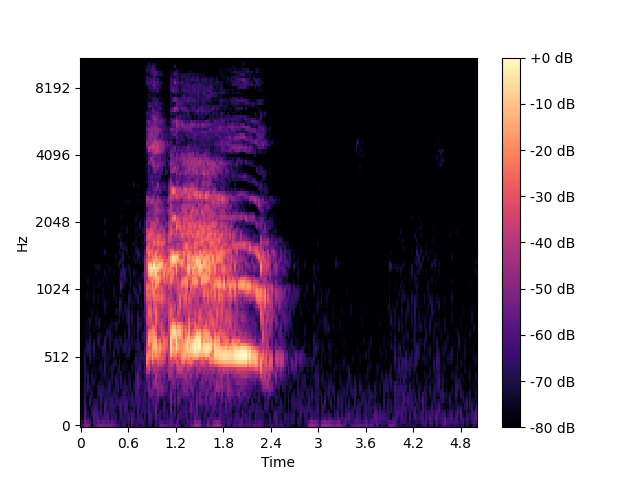 8192
4096
2048
1024
512
0
Hz
0 0.6 1.2 1.8 2.4 3 3.6 4.2 4.8
Time
+0 dB
-10 dB
-20 dB
-30 dB
-40 dB
-50 dB
-60 dB
-70 dB
-80 dB